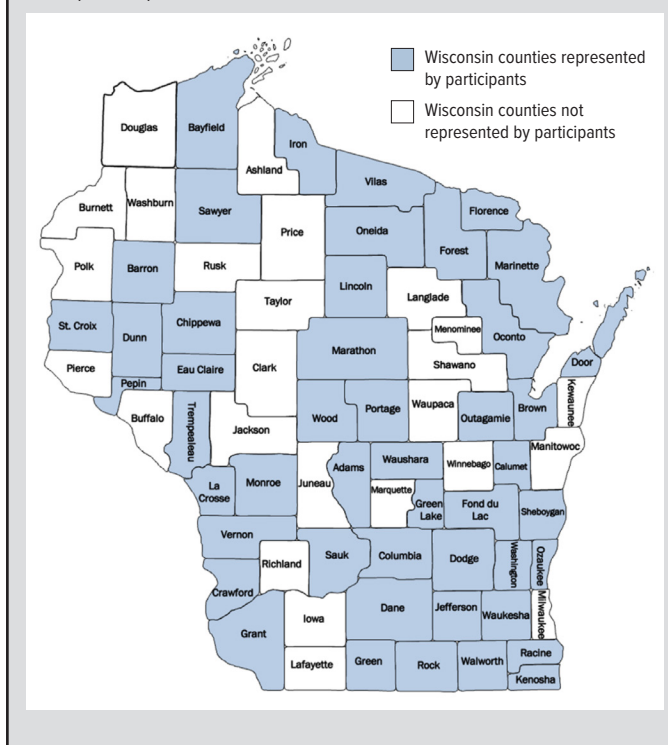 Wisconsin counties represented
by participants
Wisconsin counties not
represented by participants
Douglas
Bayfield
Iron
Ashland
Vilas
Burnett
Washburn
Sawyer
Price
Oneida
Florence
Forest
Marinette
Polk
Barron
Rusk
Lincoln
Langlade
Taylor
St. Croix
Dunn
Chippewa
Menominee
Oconto
Marathon
Clark
Shawano
Door
Pierce
Eau Claire
Pepin
Kewaunee
Buffalo
Trempealeau
Jackson
Wood
Portage
Waupaca
Outagamie
Brown
Manitowoc
La
Crosse
Monroe
Juneau
Adams
Waushara
Winnebago
Calumet
Marquette
Green
Lake
Fond du
Lac
Sheboygan
Vernon
Richland
Sauk
Columbia
Dodge
Washington
Ozaukee
Crawford
Iowa
Dane
Jefferson
Waukesha
Milwaukee
Grant
Lafayette
Green
Rock
Walworth
Racine
Kenosha